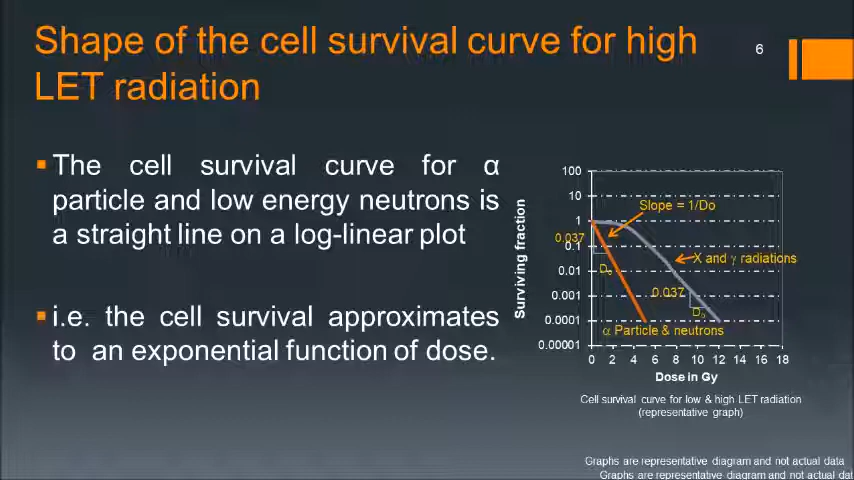 Shape of the cell survival curve for high
LET radiation
6
The cell survival curve for α
particle and low energy neutrons is
a straight line on a log-linear plot
i.e. the cell survival approximates
to an exponential function of dose.
Surviving fraction
100
10
1
0.1
0.01
0.001
0.0001
0.00001
0.037
Slope = 1/Do
X and γ radiations
D₀
0.037
D₀
α Particle & neutrons
0 2 4 6 8 10 12 14 16 18
Dose in Gy
Cell survival curve for low & high LET radiation
(representative graph)
Graphs are representative diagram and not actual data
Graphs are representative diagram and not actual dat